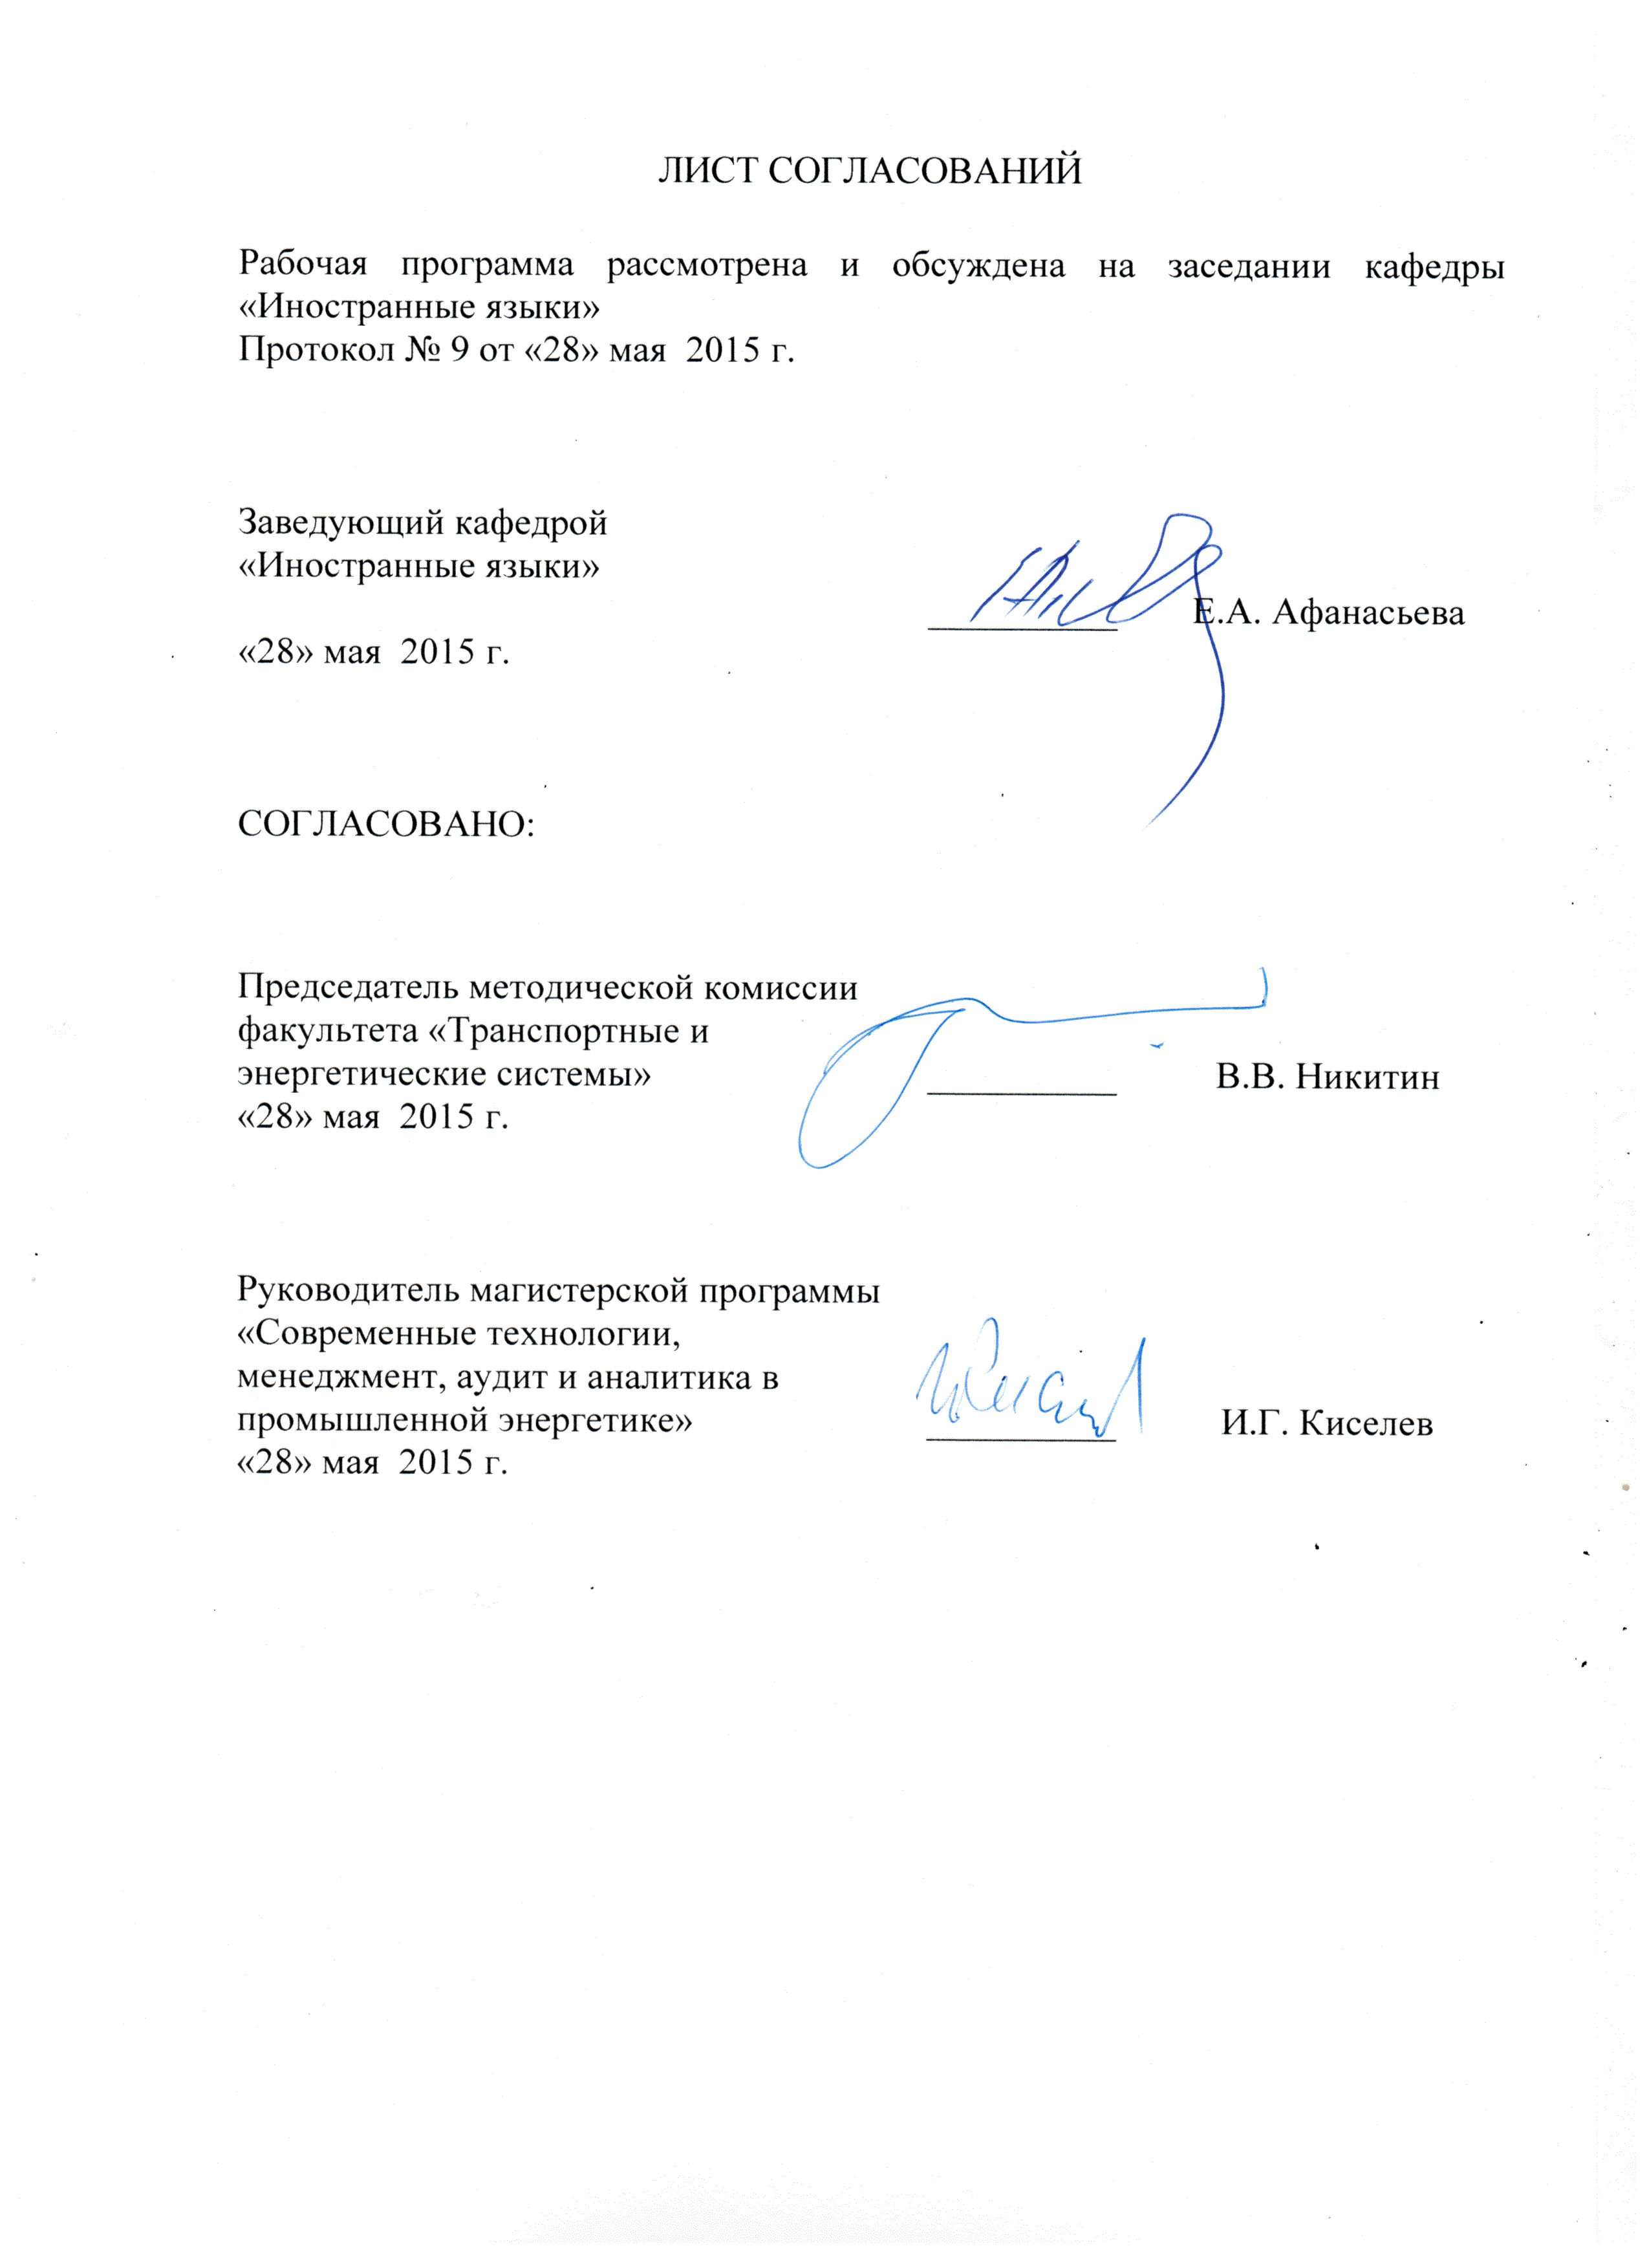 ЛИСТ СОГЛАСОВАНИЙ
Рабочая программа рассмотрена и обсуждена на заседании кафедры
«Иностранные языки»
Протокол № 9 от «28» мая 2015 г.
Заведующий кафедрой
«Иностранные языки»
Е.А. Афанасьева
«28» мая 2015 г.
СОГЛАСОВАНО:
Председатель методической комиссии
факультета «Транспортные и
энергетические системы» В.В. Никитин
«28» мая 2015 г.
Руководитель магистерской программы
«Современные технологии,
менеджмент, аудит и аналитика в
промышленной энергетике» И.Г. Киселев
«28» мая 2015 г.